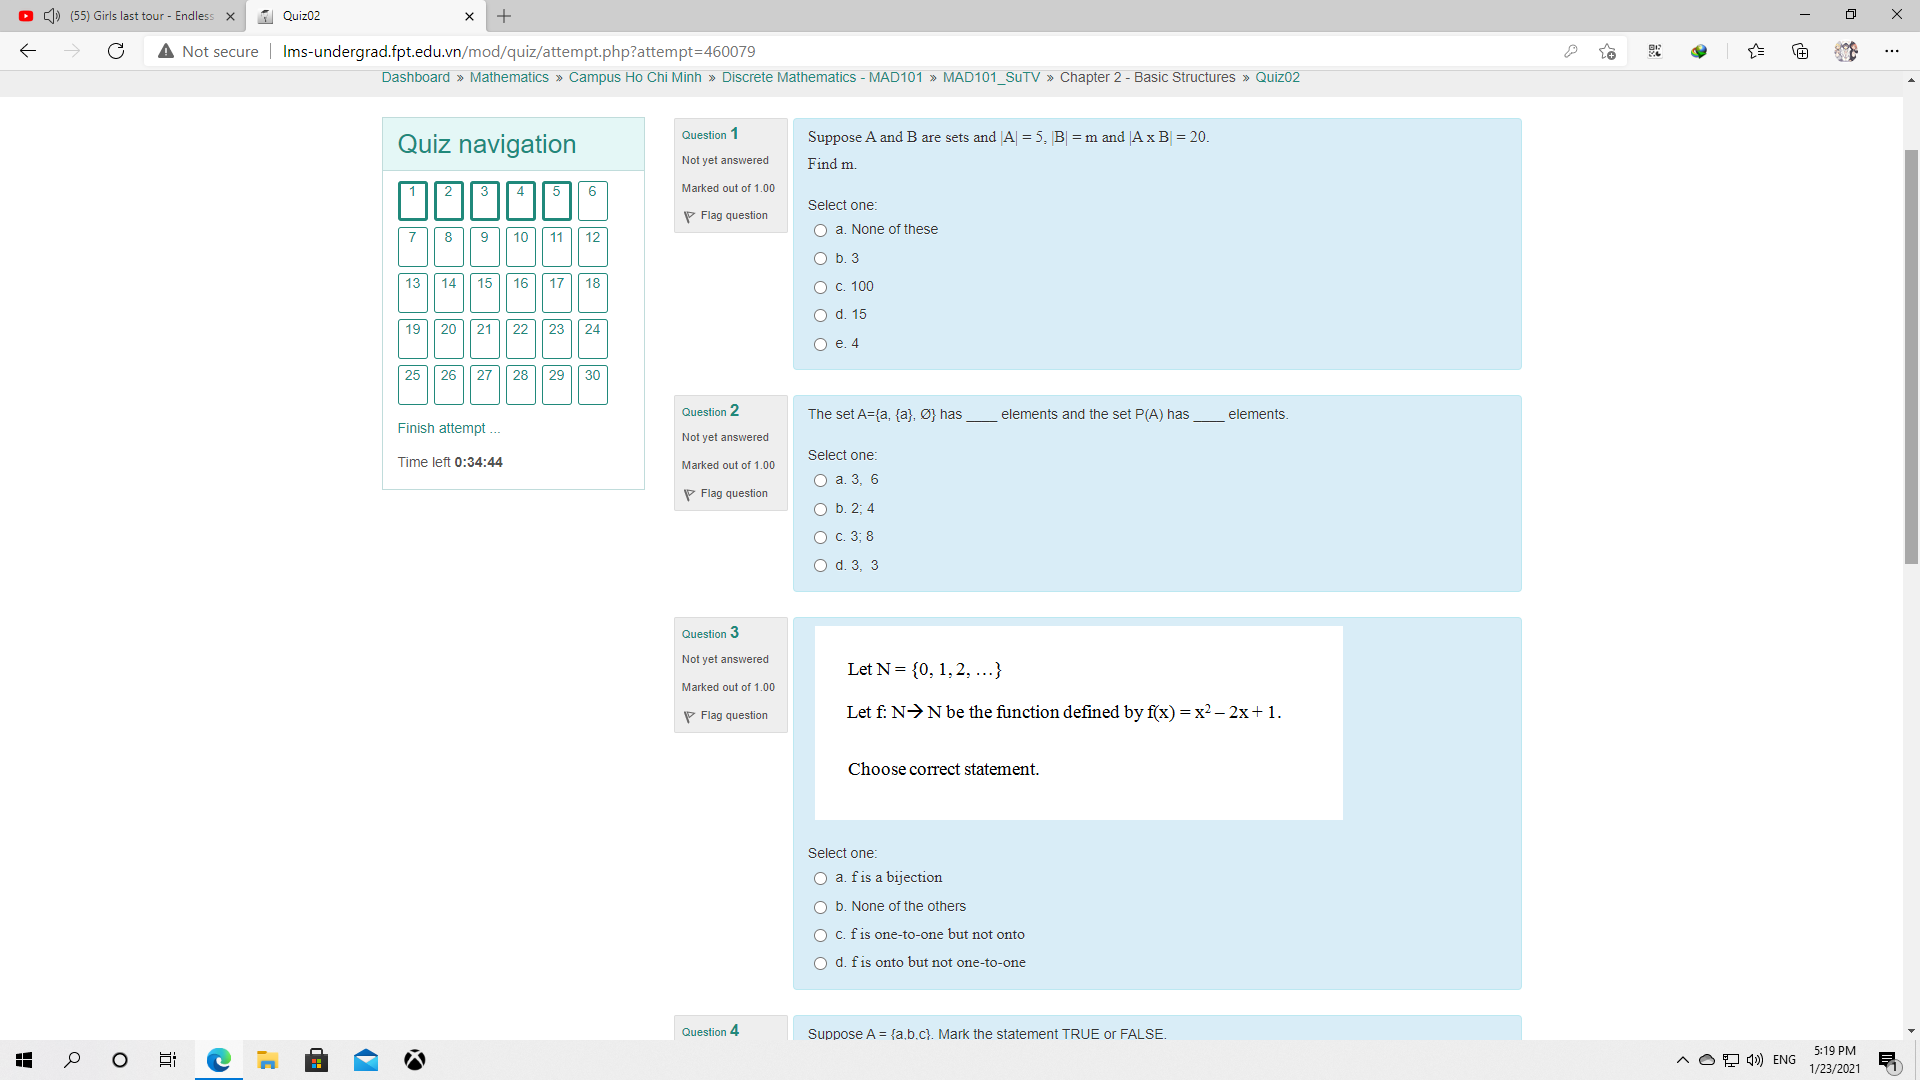 (55) Girls last tour - Endless
Quiz02
Not secure
lms-undergrad.fpt.edu.vn/mod/quiz/attempt.php?attempt=460079
Dashboard » Mathematics » Campus Ho Chi Minh » Discrete Mathematics - MAD101 » MAD101_SuTV » Chapter 2 - Basic Structures » Quiz02
Quiz navigation
1 2 3 4 5 6
7 8 9 10 11 12
13 14 15 16 17 18
19 20 21 22 23 24
25 26 27 28 29 30
Finish attempt ...
Time left 0:34:44
Question 1
Not yet answered
Marked out of 1.00
Flag question
Suppose A and B are sets and |A| = 5, |B| = m and |A x B| = 20.
Find m.
Select one:
a. None of these
b. 3
c. 100
d. 15
e. 4
Question 2
Not yet answered
Marked out of 1.00
Flag question
The set A={a, {a}, Ø} has ____ elements and the set P(A) has ____ elements.
Select one:
a. 3, 6
b. 2; 4
c. 3; 8
d. 3, 3
Question 3
Not yet answered
Marked out of 1.00
Flag question
Let N = {0, 1, 2, …}
Let f: N→ N be the function defined by f(x) = x² – 2x + 1.
Choose correct statement.
Select one:
a. f is a bijection
b. None of the others
c. f is one-to-one but not onto
d. f is onto but not one-to-one
Question 4
Suppose A = {a,b,c}. Mark the statement TRUE or FALSE.
ENG
5:19 PM
1/23/2021
1